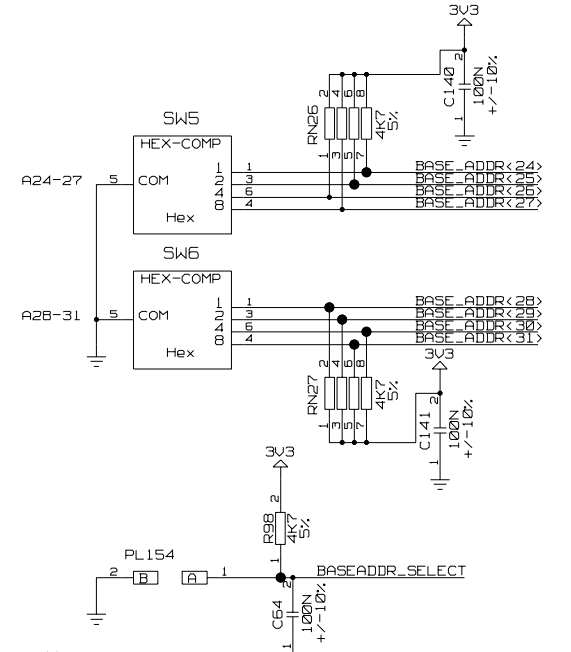 3V3
2
C140
100N
+/-10%
1
2 4 6 8
RN26
4K7
5%
1 3 5 7
SW5
HEX-COMP
A24-27
5
COM
1
2
4
8
Hex
1
3
6
4
BASE_ADDR<24>
BASE_ADDR<25>
BASE_ADDR<26>
BASE_ADDR<27>
SW6
HEX-COMP
A28-31
5
COM
1
2
4
8
Hex
1
3
6
4
BASE_ADDR<28>
BASE_ADDR<29>
BASE_ADDR<30>
BASE_ADDR<31>
3V3
2 4 6 8
RN27
4K7
5%
1 3 5 7
2
C141
100N
+/-10%
1
3V3
2
R98
4K7
5%
1
PL154
2
B
A
1
BASEADDR_SELECT
2
C64
100N
+/-10%
1